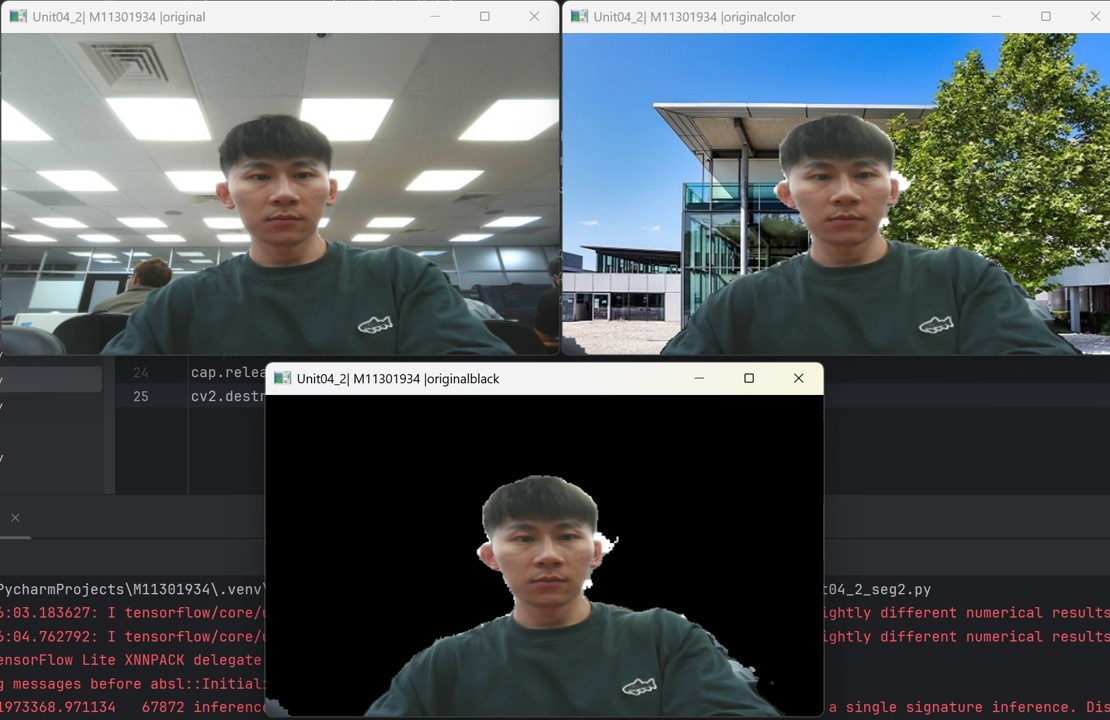 Unit04_2| M11301934 |original
Unit04_2| M11301934 |originalcolor
24 cap.relea
25 cv2.destr
Unit04_2| M11301934 |originalblack
PycharmProjects\M11301934\.venv\
t04_2_seg2.py
6:03.183627: I tensorflow/core/
ightly different numerical results
6:04.762792: I tensorflow/core/
ightly different numerical results
ensorFlow Lite XNNPACK delegate
g messages before absl::Initiali
1973368.971134 67872 inference
a single signature inference. Dis